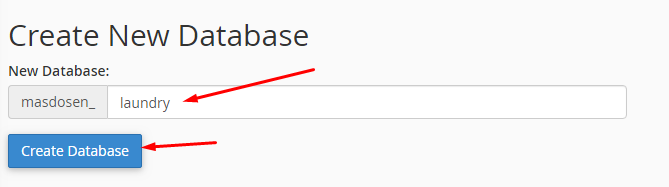 Create New Database
New Database:
masdosen_ laundry
Create Database